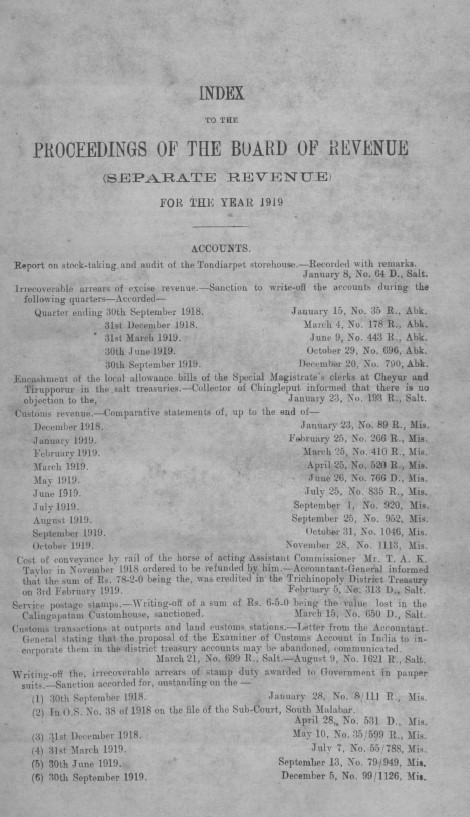 INDEX
TO THE
PROCEEDINGS OF THE BOARD OF REVENUE
(SEPARATE REVENUE)
FOR THE YEAR 1919
ACCOUNTS.
Report on stock-taking and audit of the Tondiarpet storehouse.—Recorded with remarks.
January 8, No. 64 D., Salt.
Irrecoverable arrears of excise revenue.—Sanction to write-off the accounts during the
following quarters—Accorded—
Quarter ending 30th September 1918. January 15, No. 35 R., Abk.
31st December 1918. March 4, No. 178 R., Abk.
31st March 1919. June 9, No. 443 R., Abk.
30th June 1919. October 29, No. 696, Abk.
30th September 1919. December 20, No. 790, Abk.
Encashment of the local allowance bills of the Special Magistrate's clerks at Cheyur and
Tirupporur in the salt treasuries.—Collector of Chingleput informed that there is no
objection to the, January 23, No. 193 R., Salt.
Customs revenue.—Comparative statements of, up to the end of—
December 1918. January 23, No. 89 R., Mis.
January 1919. February 25, No. 266 R., Mis.
February 1919. March 25, No. 410 R., Mis.
March 1919. April 25, No. 520 R., Mis.
May 1919. June 26, No. 766 D., Mis.
June 1919. July 25, No. 835 R., Mis.
July 1919. September 1, No. 920, Mis.
August 1919. September 25, No. 952, Mis.
September 1919. October 31, No. 1046, Mis.
October 1919. November 28, No. 1113, Mis.
Cost of conveyance by rail of the horse of acting Assistant Commissioner Mr. T. A. K.
Taylor in November 1918 ordered to be refunded by him.—Accountant-General informed
that the sum of Rs. 78-2-0 being the, was credited in the Trichinopoly District Treasury
on 3rd February 1919. February 5, No. 313 D., Salt.
Service postage stamps.—Writing-off of a sum of Rs. 6-5-0 being the value lost in the
Calingapatam Customhouse, sanctioned. March 15, No. 650 D., Salt.
Customs transactions at outports and land customs stations.—Letter from the Accountant-
General stating that the proposal of the Examiner of Customs Account in India to in-
corporate them in the district treasury accounts may be abandoned, communicated.
March 21, No. 699 R., Salt.—August 9, No. 1621 R., Salt.
Writing-off the, irrecoverable arrears of stamp duty awarded to Government in pauper
suits.—Sanction accorded for, oustanding on the —
(1) 30th September 1918. January 28, No. 8/111 R., Mis.
(2) In O.S. No. 38 of 1918 on the file of the Sub-Court, South Malabar.
April 28, No. 531 D., Mis.
(3) 31st December 1918. May 10, No. 35/599 R., Mis.
(4) 31st March 1919. July 7, No. 55/788, Mis.
(5) 30th June 1919. September 13, No. 79/949, Mis.
(6) 30th September 1919. December 5, No. 99/1126, Mis.